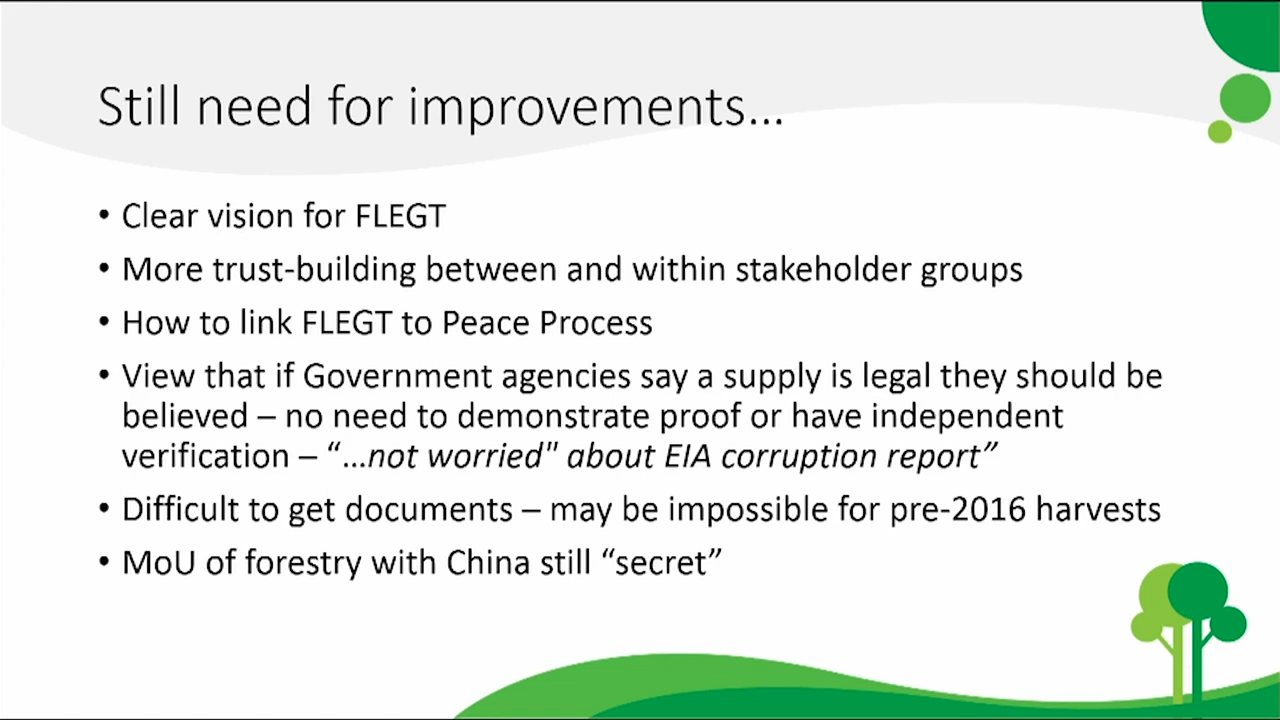 Still need for improvements...
• Clear vision for FLEGT
• More trust-building between and within stakeholder groups
• How to link FLEGT to Peace Process
• View that if Government agencies say a supply is legal they should be
believed – no need to demonstrate proof or have independent
verification – “...not worried" about EIA corruption report”
• Difficult to get documents – may be impossible for pre-2016 harvests
• MoU of forestry with China still “secret”